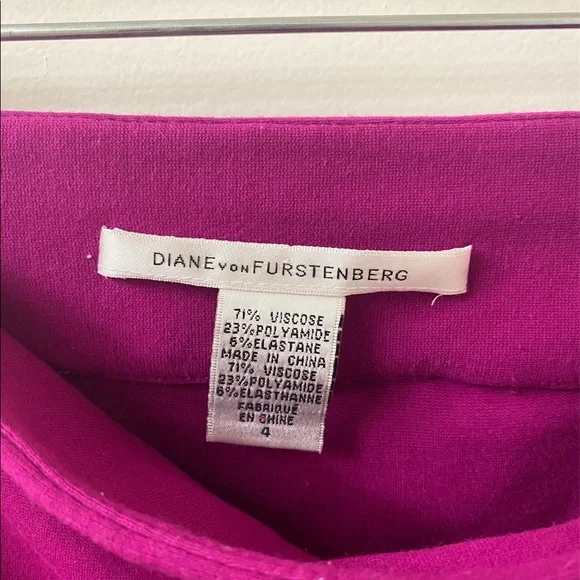 DIANE VON FURSTENBERG
71% VISCOSE
23%POLYAMIDE
6%ELASTANE
MADE IN CHINA
71% VISCOSE
23%POLYAMIDE
6%ELASTHANNE
FABRIQUE
EN CHINE
4